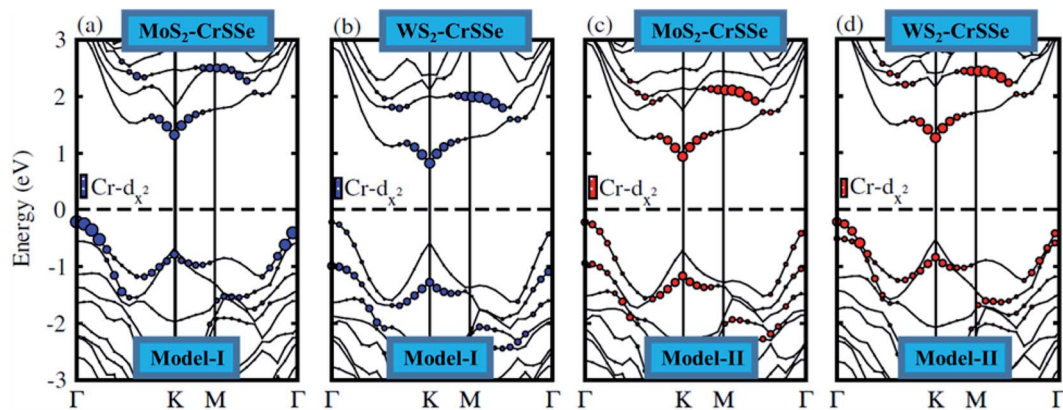 (a) MoS₂-CrSSe (b) WS₂-CrSSe (c) MoS₂-CrSSe (d) WS₂-CrSSe
3
2
1
0
-1
-2
-3
Energy (eV)
Cr-dₓ² Cr-dₓ² Cr-dₓ² Cr-dₓ²
Model-I Model-I Model-II Model-II
Γ K M Γ Γ K M Γ Γ K M Γ Γ K M Γ